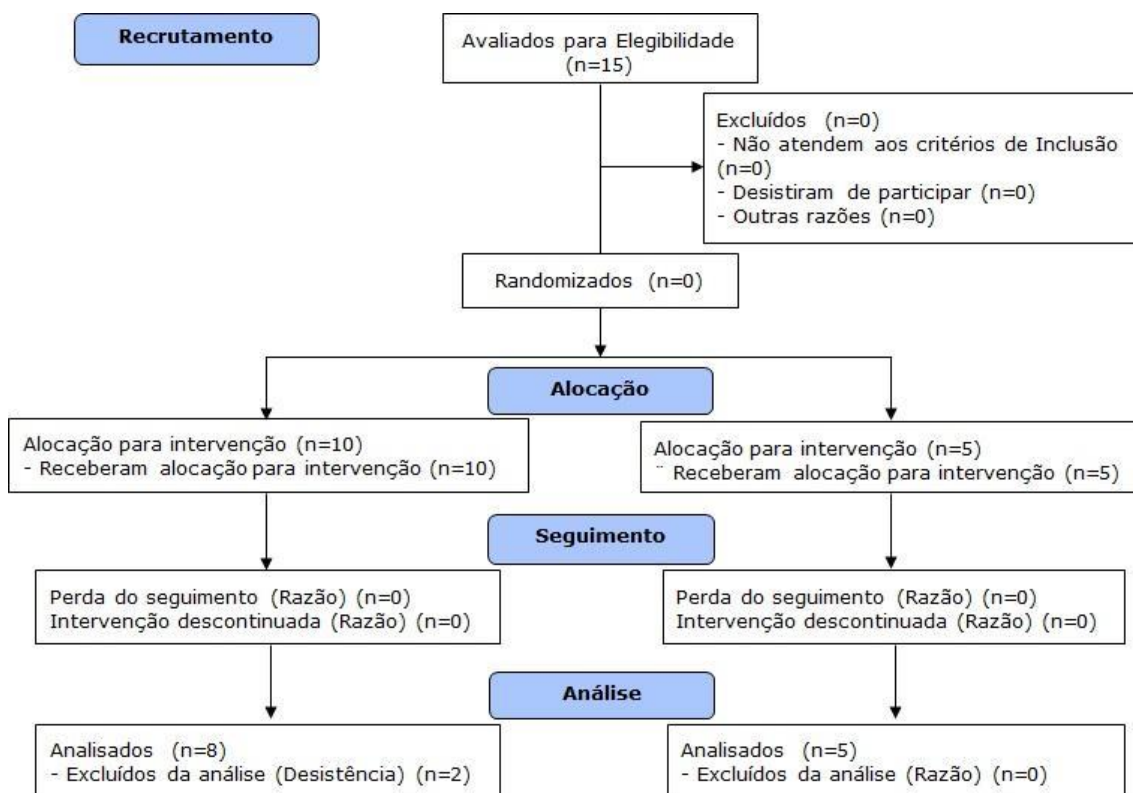 Recrutamento
Avaliados para Elegibilidade
(n=15)
Excluídos (n=0)
- Não atendem aos critérios de Inclusão
(n=0)
- Desistiram de participar (n=0)
- Outras razões (n=0)
Randomizados (n=0)
Alocação
Alocação para intervenção (n=10)
- Receberam alocação para intervenção (n=10)
Alocação para intervenção (n=5)
¨ Receberam alocação para intervenção (n=5)
Seguimento
Perda do seguimento (Razão) (n=0)
Intervenção descontinuada (Razão) (n=0)
Perda do seguimento (Razão) (n=0)
Intervenção descontinuada (Razão) (n=0)
Análise
Analisados (n=8)
- Excluídos da análise (Desistência) (n=2)
Analisados (n=5)
- Excluídos da análise (Razão) (n=0)